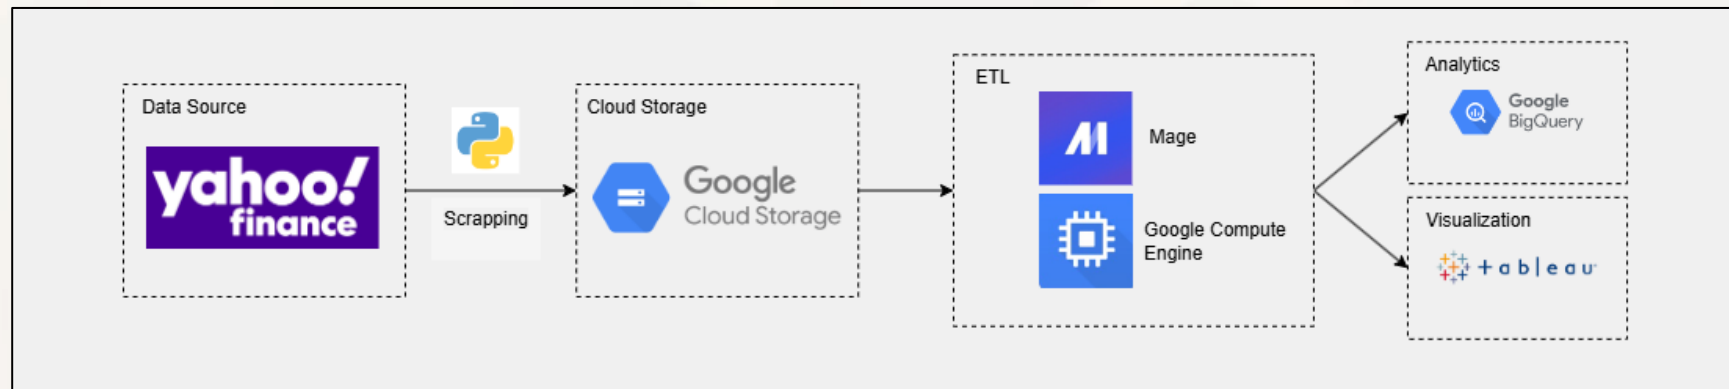 Data Source
yahoo!
finance
Scrapping
Cloud Storage
Google
Cloud Storage
ETL
Mage
Google Compute
Engine
Analytics
Google
BigQuery
Visualization
+ableau